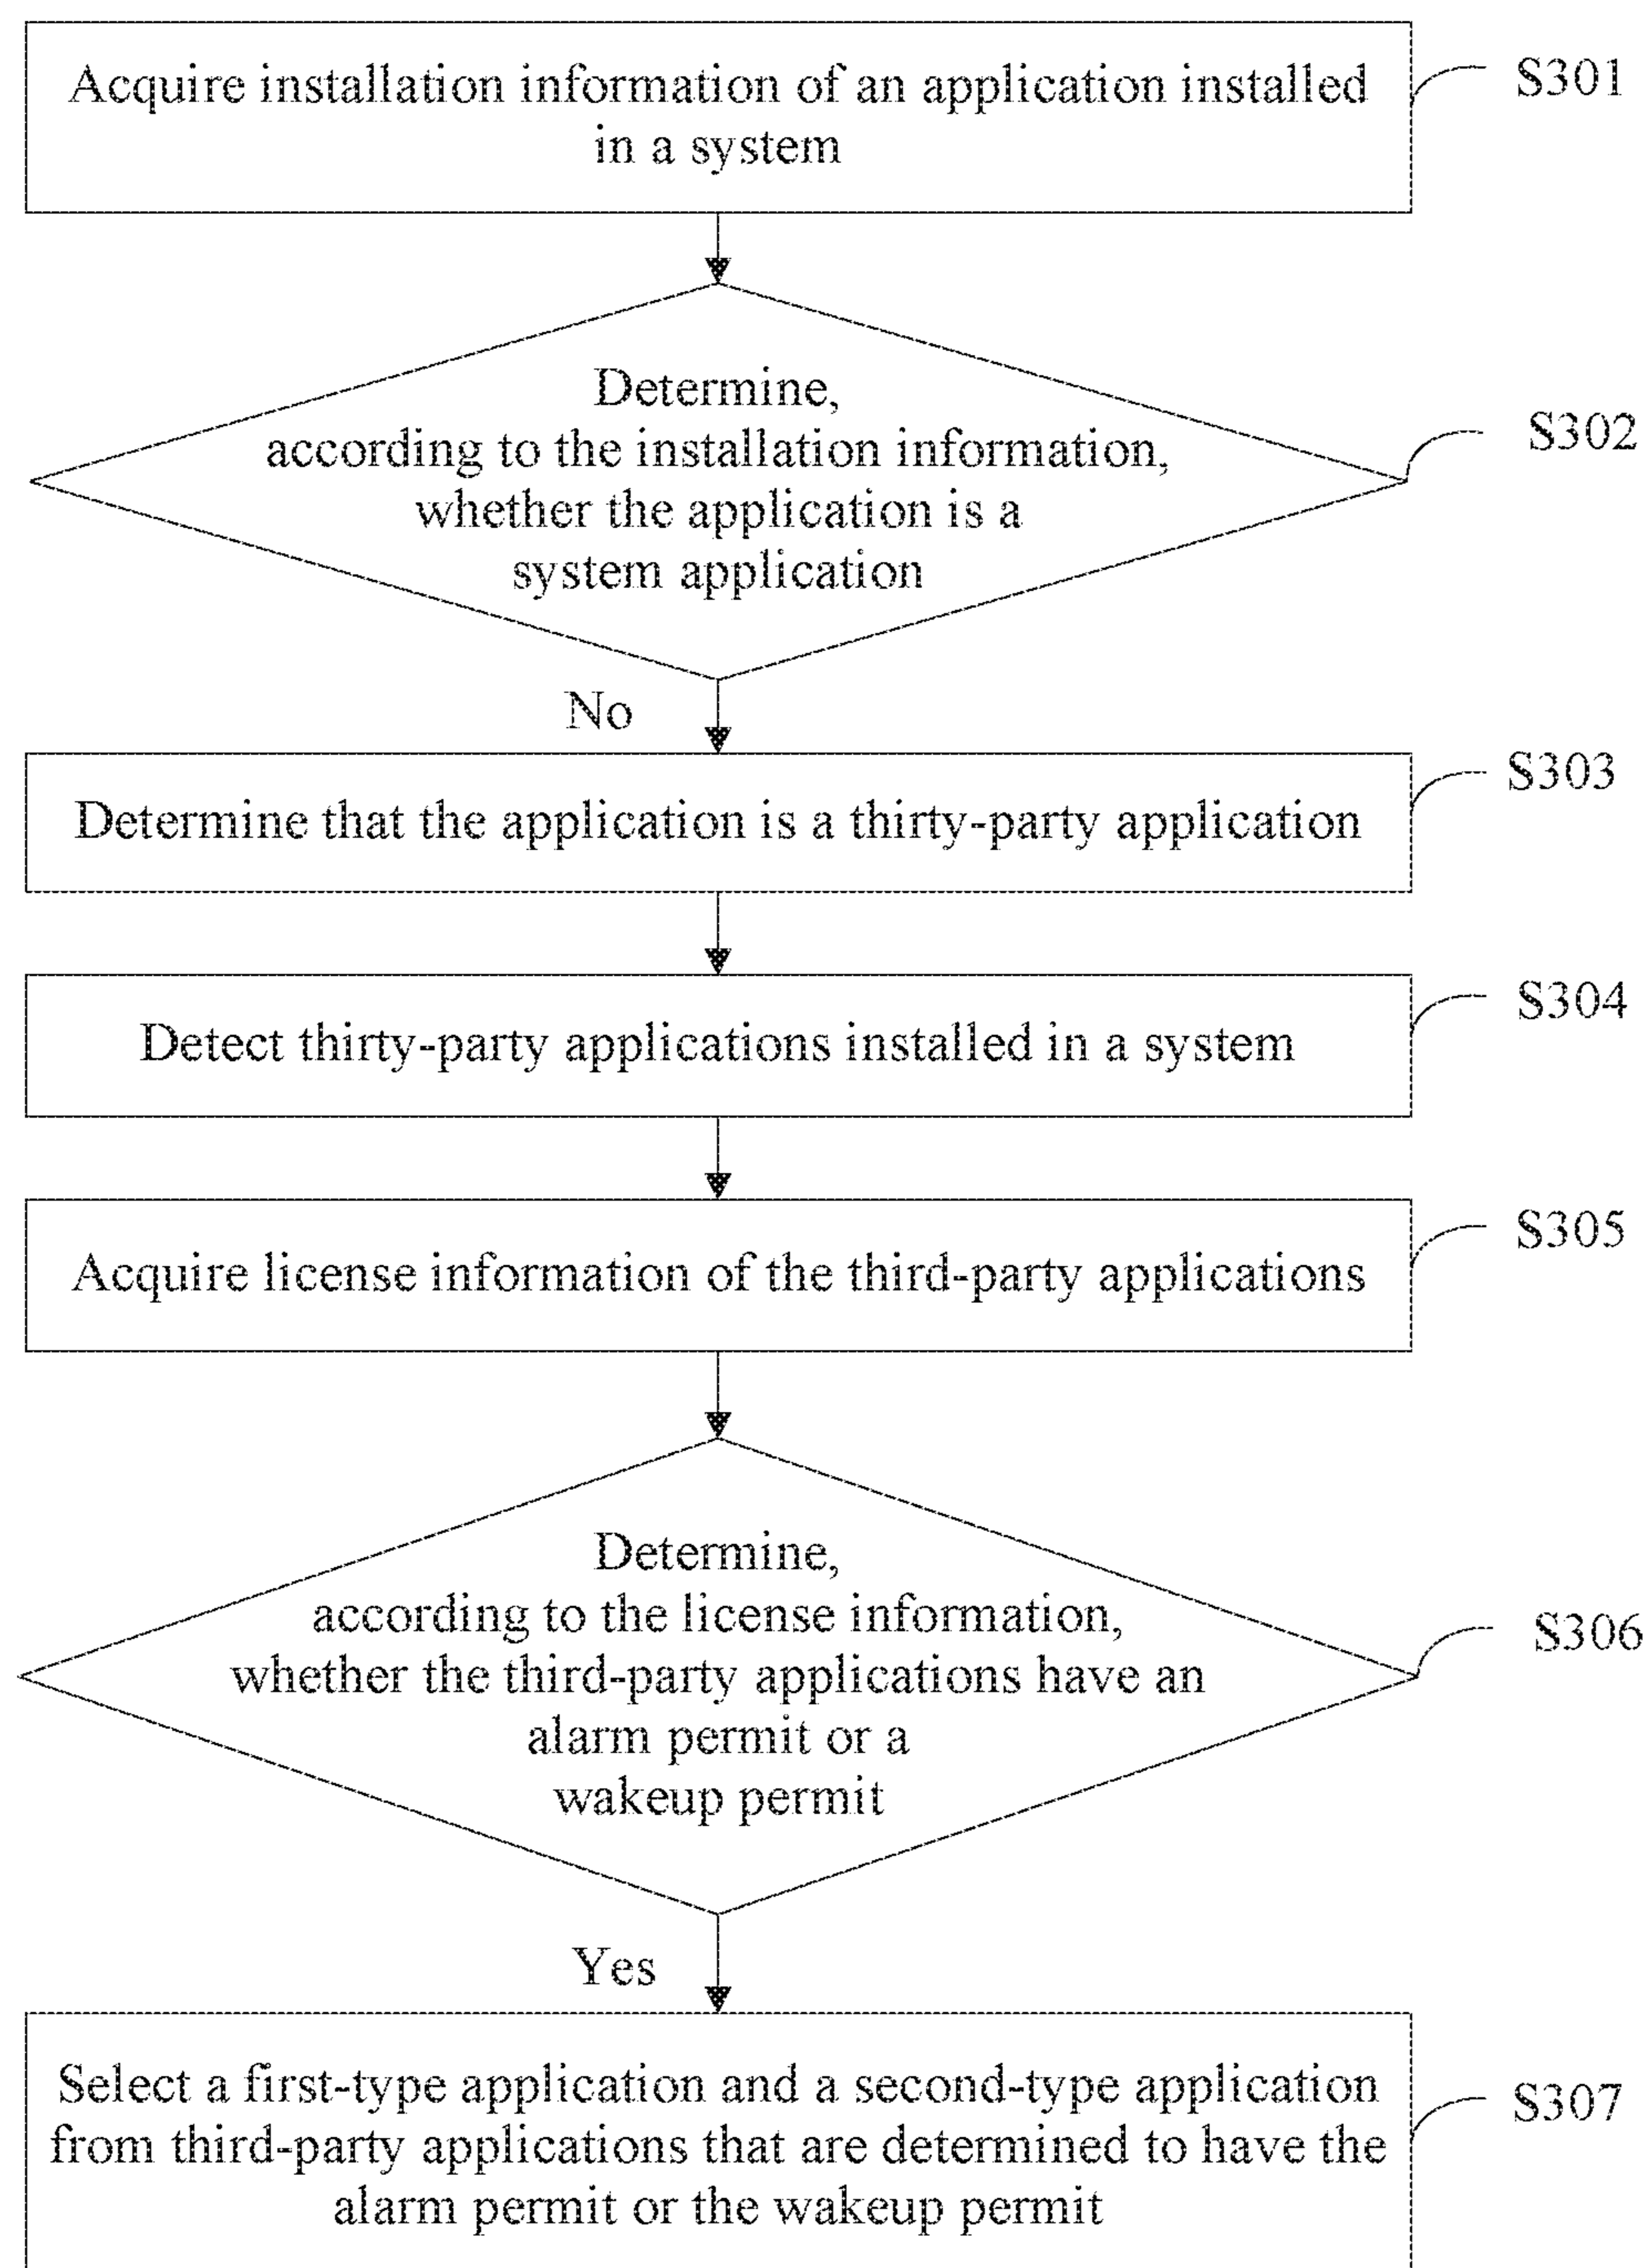 Acquire installation information of an application installed
in a system
S301
Determine,
according to the installation information,
whether the application is a
system application
S302
No
Determine that the application is a thirty-party application
S303
Detect thirty-party applications installed in a system
S304
Acquire license information of the third-party applications
S305
Determine,
according to the license information,
whether the third-party applications have an
alarm permit or a
wakeup permit
S306
Yes
Select a first-type application and a second-type application
from third-party applications that are determined to have the
alarm permit or the wakeup permit
S307